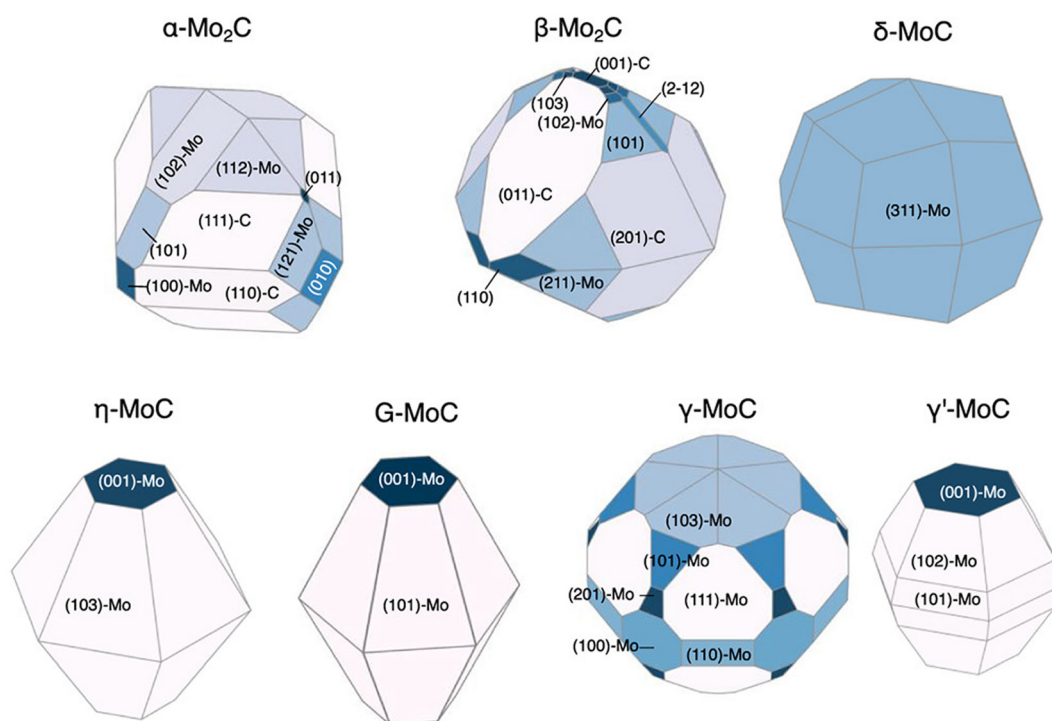 α-Mo₂C
β-Mo₂C
δ-MoC
(102)-Mo
(112)-Mo
(011)
(111)-C
(101)
(121)-Mo
(010)
(100)-Mo
(110)-C
(001)-C
(103)
(2-12)
(102)-Mo
(101)
(011)-C
(201)-C
(110)
(211)-Mo
(311)-Mo
η-MoC
G-MoC
γ-MoC
γ'-MoC
(001)-Mo
(103)-Mo
(001)-Mo
(101)-Mo
(103)-Mo
(101)-Mo
(201)-Mo
(111)-Mo
(100)-Mo
(110)-Mo
(001)-Mo
(102)-Mo
(101)-Mo